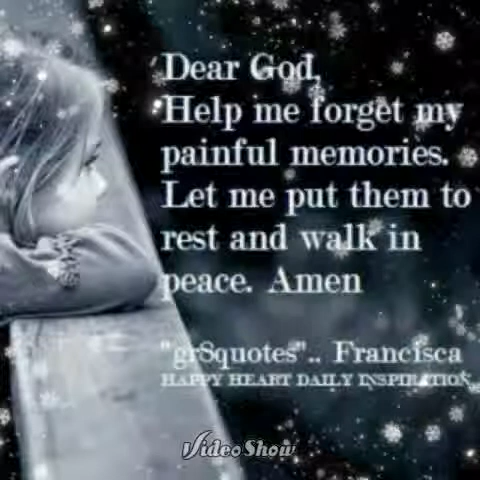 Dear God,
Help me forget my
painful memories.
Let me put them to
rest and walk in
peace. Amen
"gr8quotes".. Francisca
HAPPY HEART DAILY INSPIRATION
VideoShow